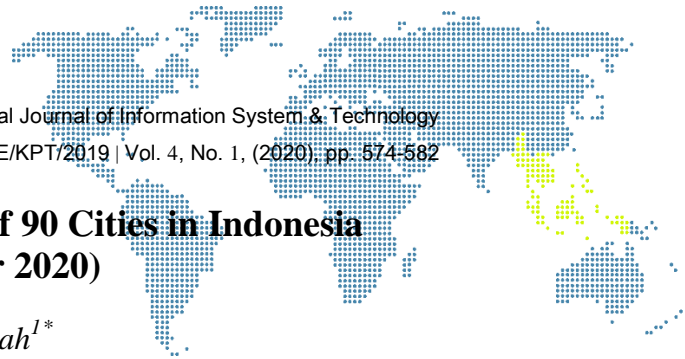 al Journal of Information System & Technology
E/KPT/2019 | Vol. 4, No. 1, (2020), pp. 574-582
f 90 Cities in Indonesia
r 2020)
ah1*